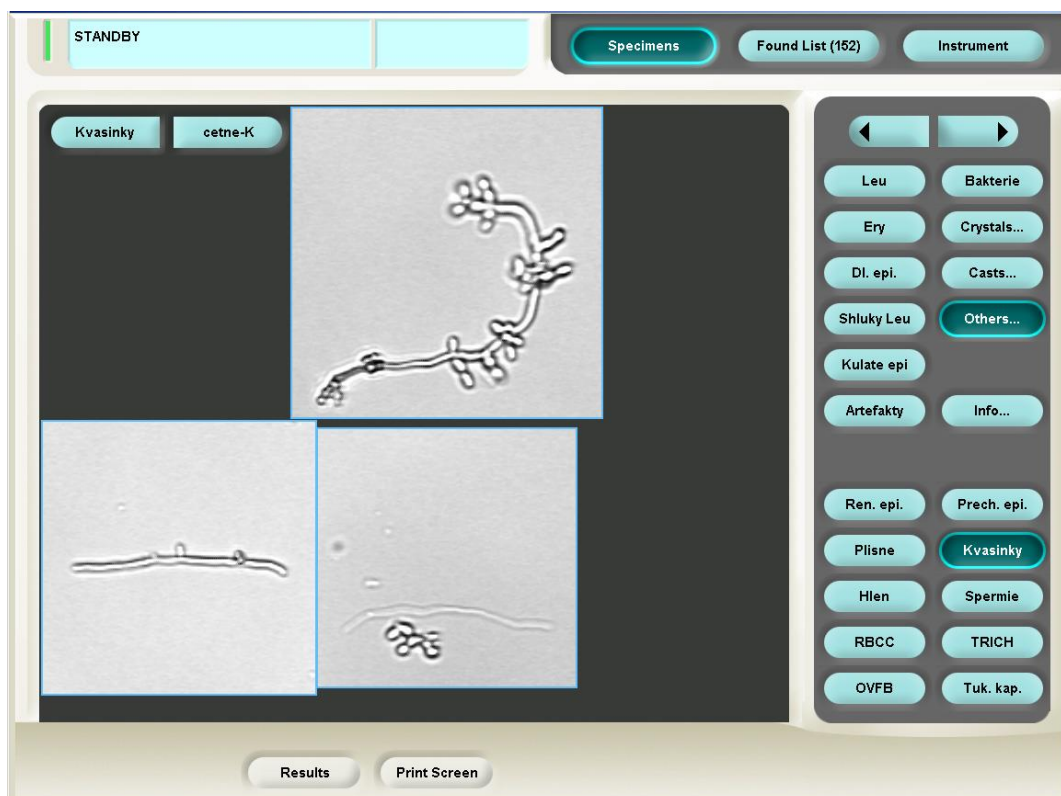 STANDBY
Specimens
Found List (152)
Instrument
Kvasinky
cetne-K
Leu
Bakterie
Ery
Crystals...
Dl. epi.
Casts...
Shluky Leu
Others...
Kulate epi
Artefakty
Info...
Ren. epi.
Prech. epi.
Plisne
Kvasinky
Hlen
Spermie
RBCC
TRICH
OVFB
Tuk. kap.
Results
Print Screen